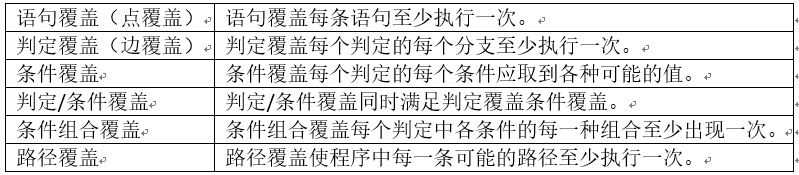 语句覆盖（点覆盖） 语句覆盖每条语句至少执行一次。
判定覆盖（边覆盖） 判定覆盖每个判定的每个分支至少执行一次。
条件覆盖 条件覆盖每个判定的每个条件应取到各种可能的值。
判定/条件覆盖 判定/条件覆盖同时满足判定覆盖条件覆盖。
条件组合覆盖 条件组合覆盖每个判定中各条件的每一种组合至少出现一次。
路径覆盖 路径覆盖使程序中每一条可能的路径至少执行一次。